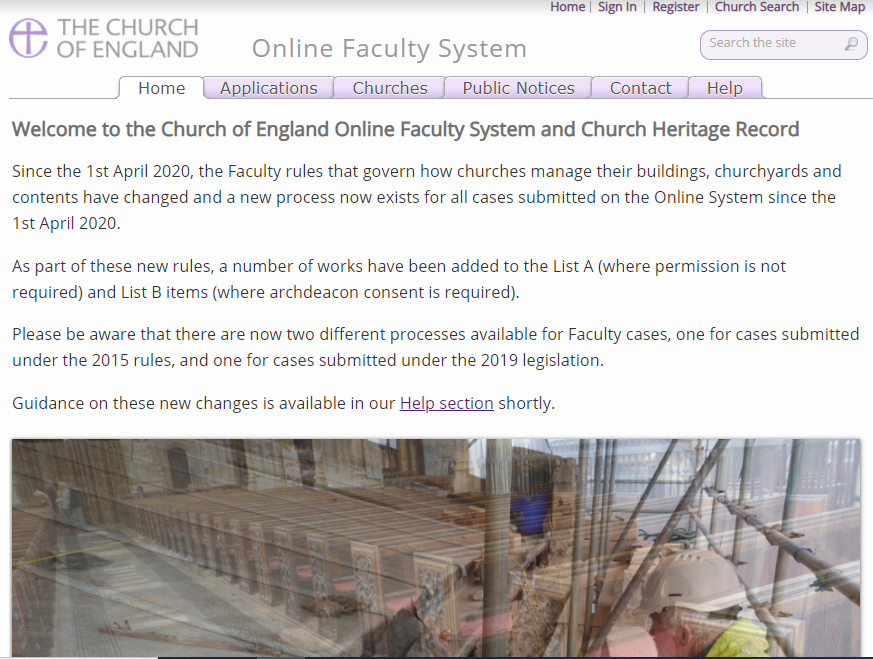 Home | Sign In | Register | Church Search | Site Map
THE CHURCH
OF ENGLAND
Online Faculty System
Search the site
Home Applications Churches Public Notices Contact Help
Welcome to the Church of England Online Faculty System and Church Heritage Record
Since the 1st April 2020, the Faculty rules that govern how churches manage their buildings, churchyards and
contents have changed and a new process now exists for all cases submitted on the Online System since the
1st April 2020.
As part of these new rules, a number of works have been added to the List A (where permission is not
required) and List B items (where archdeacon consent is required).
Please be aware that there are now two different processes available for Faculty cases, one for cases submitted
under the 2015 rules, and one for cases submitted under the 2019 legislation.
Guidance on these new changes is available in our Help section shortly.